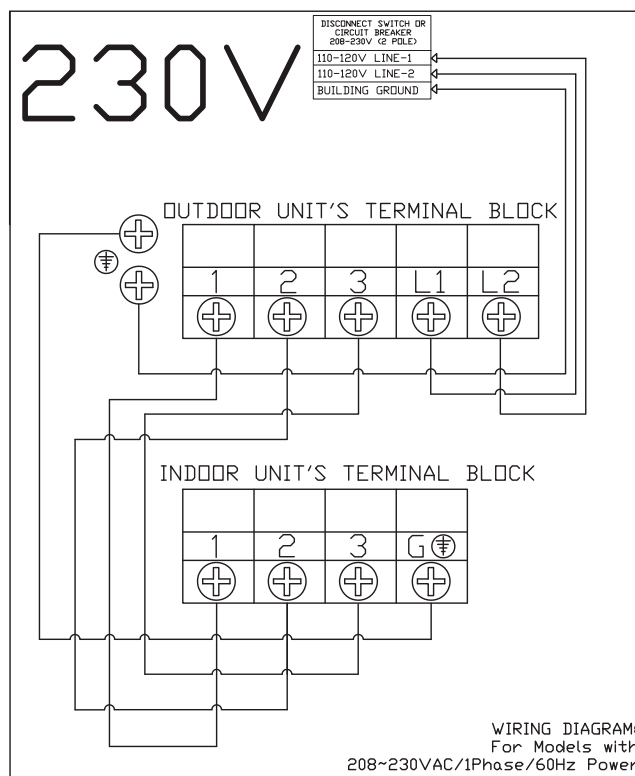 230V
DISCONNECT SWITCH OR
CIRCUIT BREAKER
208-230V (2 POLE)
110-120V LINE-1
110-120V LINE-2
BUILDING GROUND
OUTDOOR UNIT'S TERMINAL BLOCK
1 2 3 L1 L2
INDOOR UNIT'S TERMINAL BLOCK
1 2 3 G
WIRING DIAGRAM
For Models with
208~230VAC/1Phase/60Hz Power